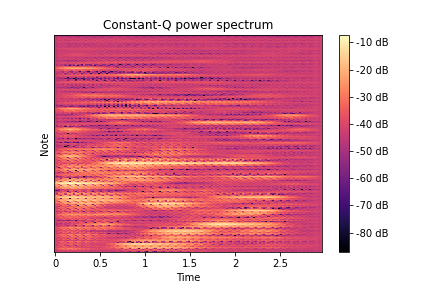 Constant-Q power spectrum
-10 dB
-20 dB
-30 dB
-40 dB
-50 dB
-60 dB
-70 dB
-80 dB
Note
0
0.5
1
1.5
2
2.5
Time